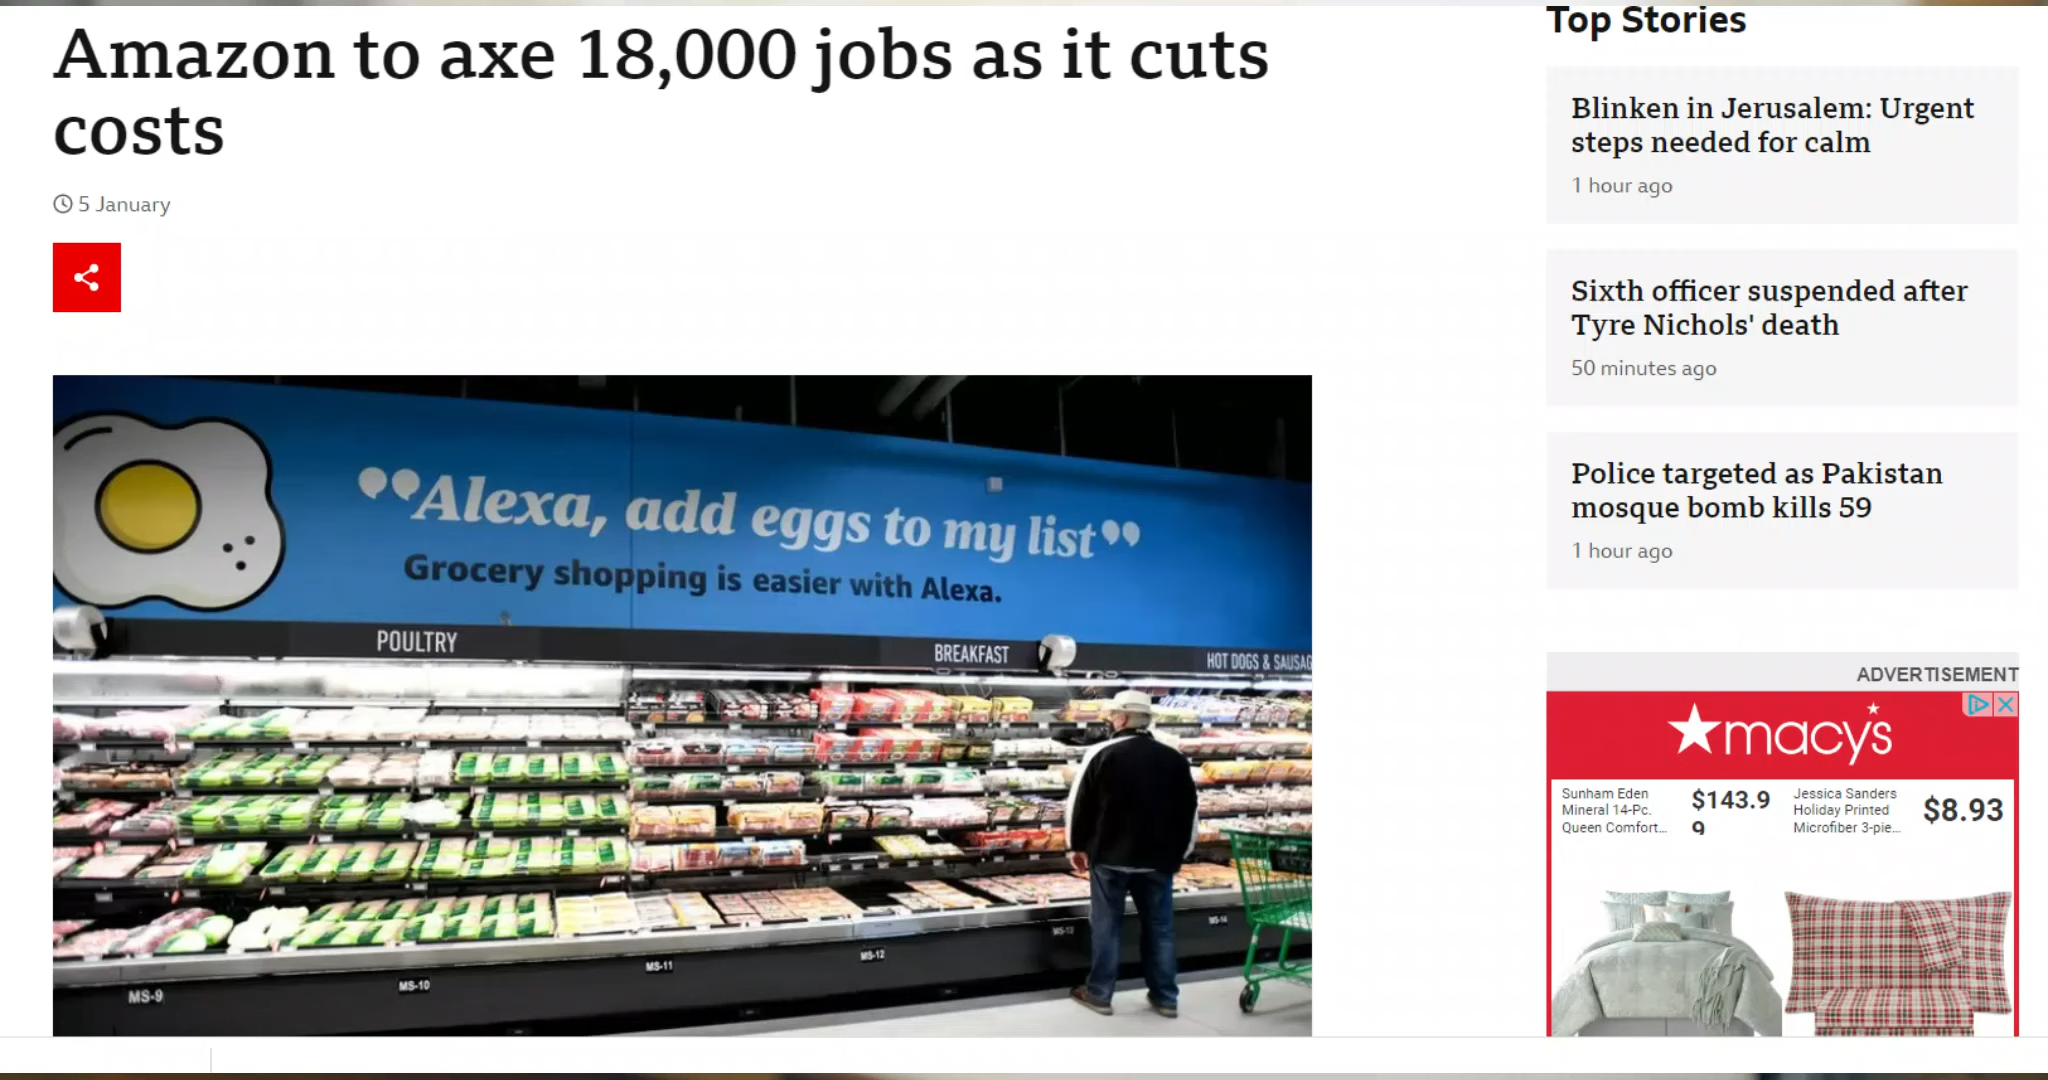 Amazon to axe 18,000 jobs as it cuts
costs
5 January
Top Stories
Blinken in Jerusalem: Urgent
steps needed for calm
1 hour ago
Sixth officer suspended after
Tyre Nichols' death
50 minutes ago
Police targeted as Pakistan
mosque bomb kills 59
1 hour ago
ADVERTISEMENT
macy's
Sunham Eden
Mineral 14-Pc.
Queen Comfort...
$143.9
9
Jessica Sanders
Holiday Printed
Microfiber 3-pie...
$8.93
❝Alexa, add eggs to my list❞
Grocery shopping is easier with Alexa.
POULTRY
BREAKFAST
HOT DOGS & SAUSAG
MS-9
MS-10
MS-11
MS-12
MS-13
MS-14